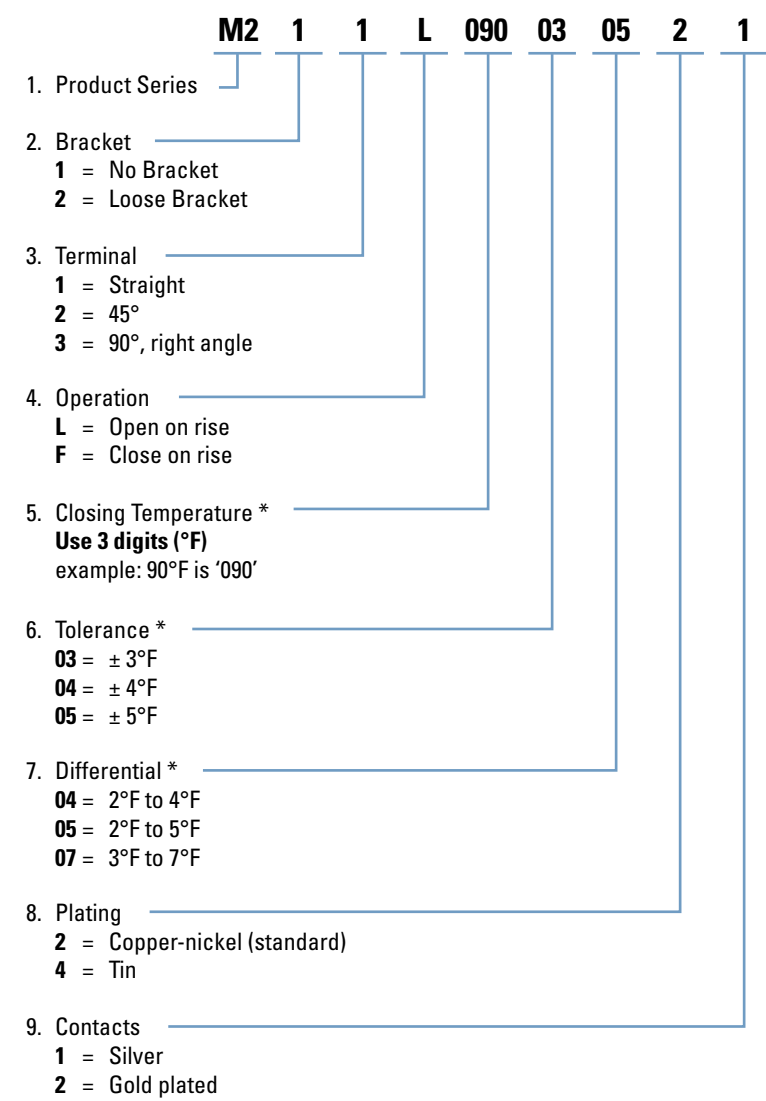 M2 1 1 L 090 03 05 2 1
1. Product Series
2. Bracket
1 = No Bracket
2 = Loose Bracket
3. Terminal
1 = Straight
2 = 45°
3 = 90°, right angle
4. Operation
L = Open on rise
F = Close on rise
5. Closing Temperature *
Use 3 digits (°F)
example: 90°F is ‘090’
6. Tolerance *
03 = ± 3°F
04 = ± 4°F
05 = ± 5°F
7. Differential *
04 = 2°F to 4°F
05 = 2°F to 5°F
07 = 3°F to 7°F
8. Plating
2 = Copper-nickel (standard)
4 = Tin
9. Contacts
1 = Silver
2 = Gold plated